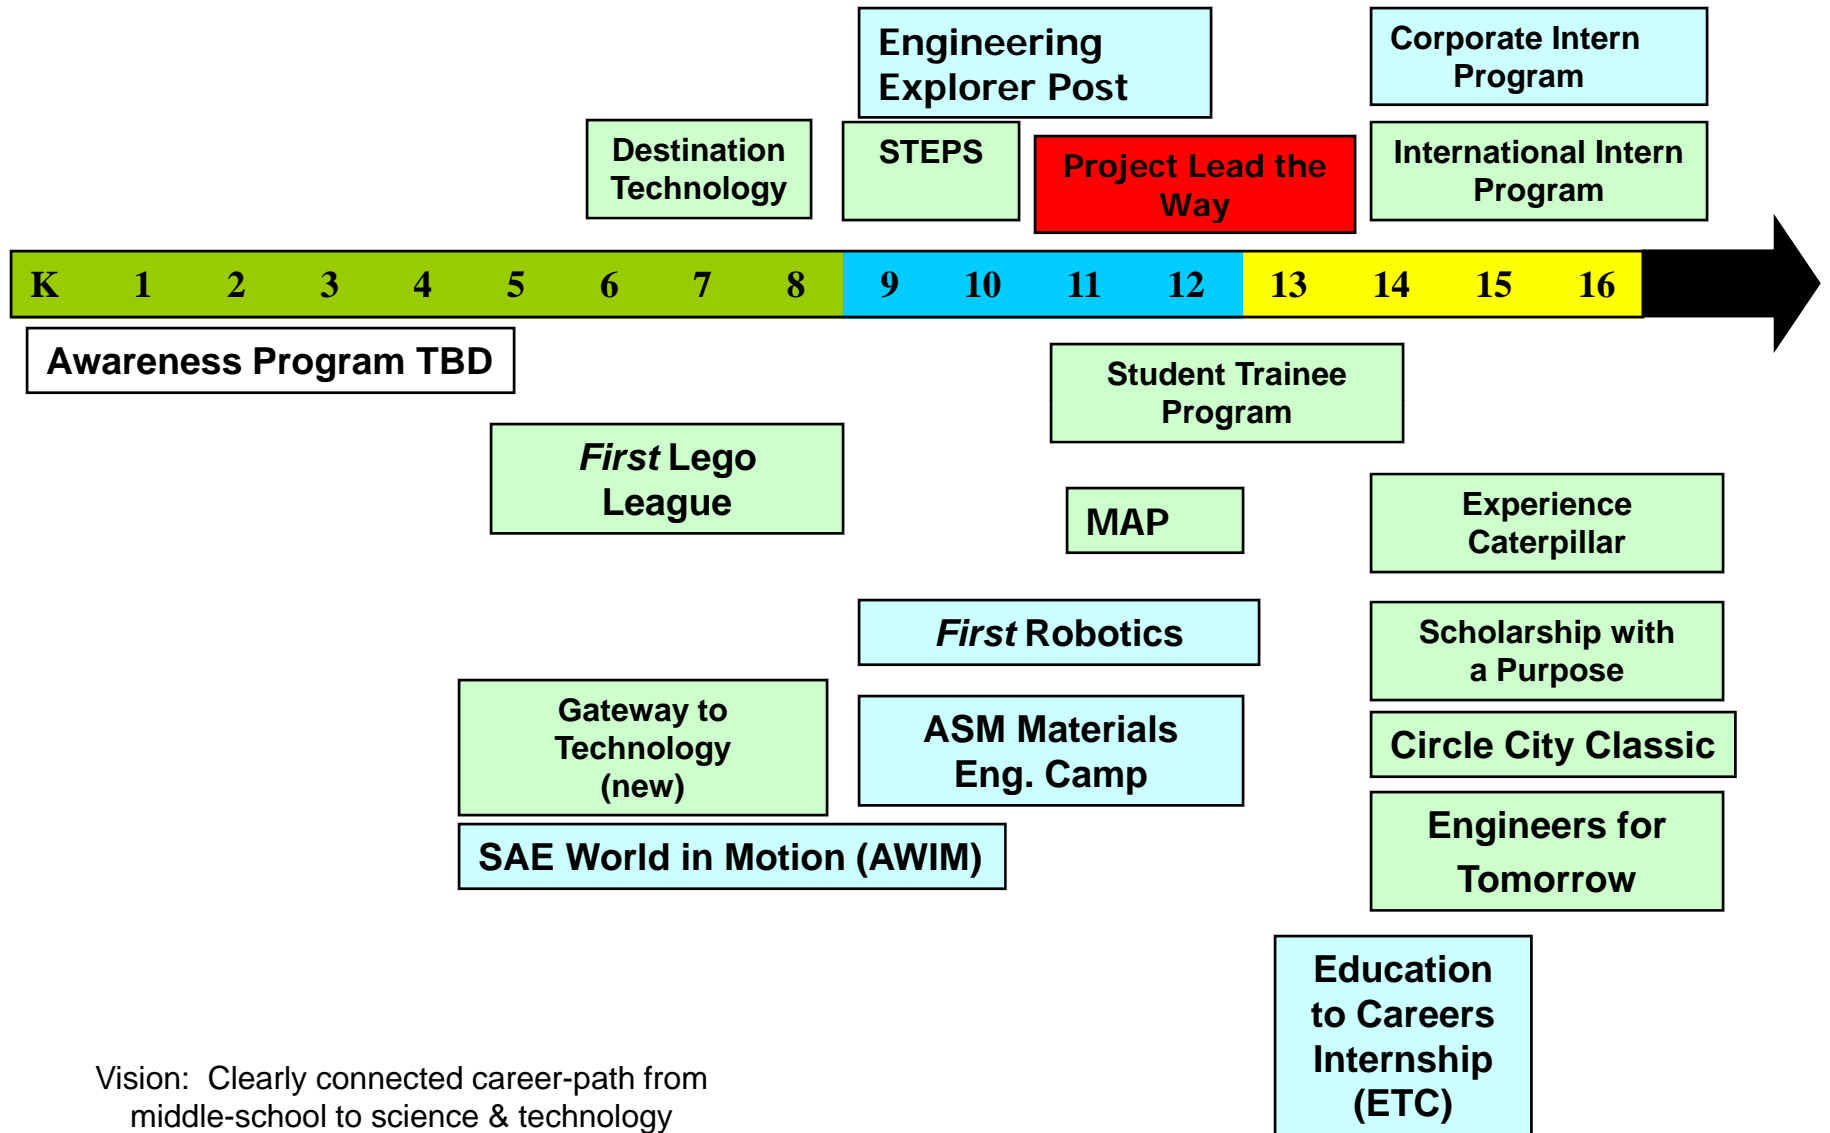 Engineering
Explorer Post
Corporate Intern
Program
Destination
Technology
STEPS
Project Lead the
Way
International Intern
Program
K 1 2 3 4 5 6 7 8 9 10 11 12 13 14 15 16
Awareness Program TBD
Student Trainee
Program
First Lego
League
MAP
Experience
Caterpillar
First Robotics
Scholarship with
a Purpose
Gateway to
Technology
(new)
ASM Materials
Eng. Camp
Circle City Classic
SAE World in Motion (AWIM)
Engineers for
Tomorrow
Education
to Careers
Internship
(ETC)
Vision: Clearly connected career-path from
middle-school to science & technology